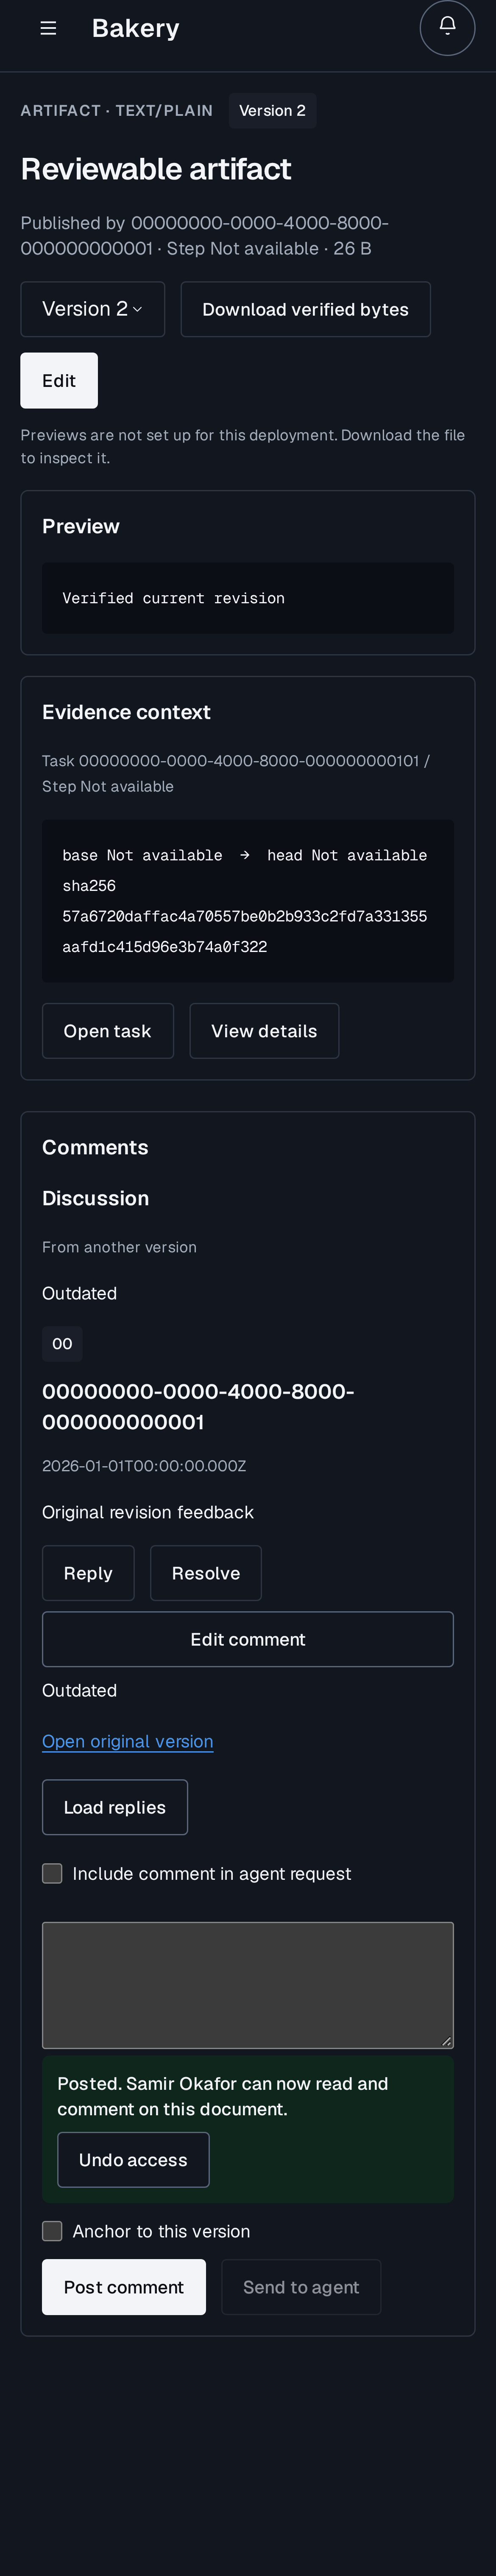 Bakery
ARTIFACT · TEXT/PLAIN
Version 2
Reviewable artifact
Published by 00000000-0000-4000-8000-
000000000001 · Step Not available · 26 B
Version 2
Download verified bytes
Edit
Previews are not set up for this deployment. Download the file
to inspect it.
Preview
Verified current revision
Evidence context
Task 00000000-0000-4000-8000-000000000101 /
Step Not available
base Not available → head Not available
sha256
57a6720daffac4a70557be0b2b933c2fd7a331355
aafd1c415d96e3b74a0f322
Open task
View details
Comments
Discussion
From another version
Outdated
00
00000000-0000-4000-8000-
000000000001
2026-01-01T00:00:00.000Z
Original revision feedback
Reply
Resolve
Edit comment
Outdated
Open original version
Load replies
Include comment in agent request
Posted. Samir Okafor can now read and
comment on this document.
Undo access
Anchor to this version
Post comment
Send to agent